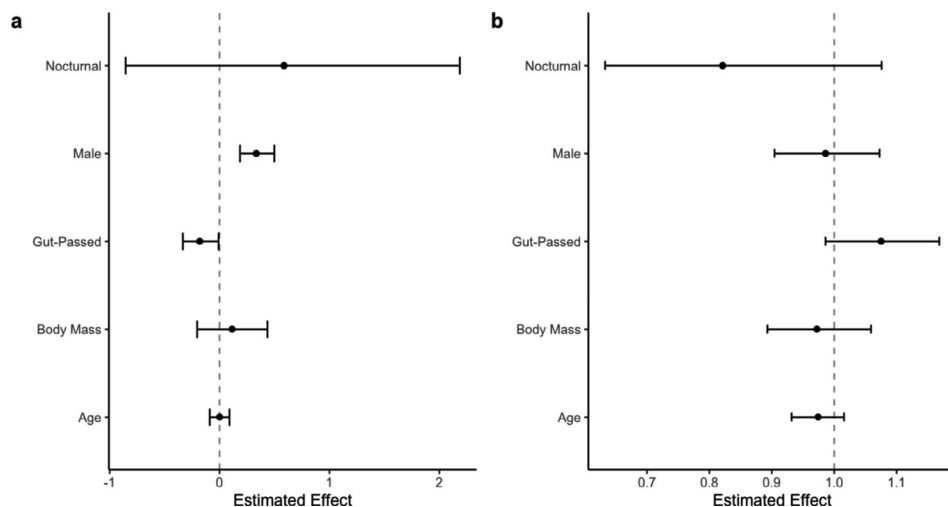 a
Nocturnal
Male
Gut-Passed
Body Mass
Age
-1 0 1 2
Estimated Effect
b
Nocturnal
Male
Gut-Passed
Body Mass
Age
0.7 0.8 0.9 1.0 1.1
Estimated Effect